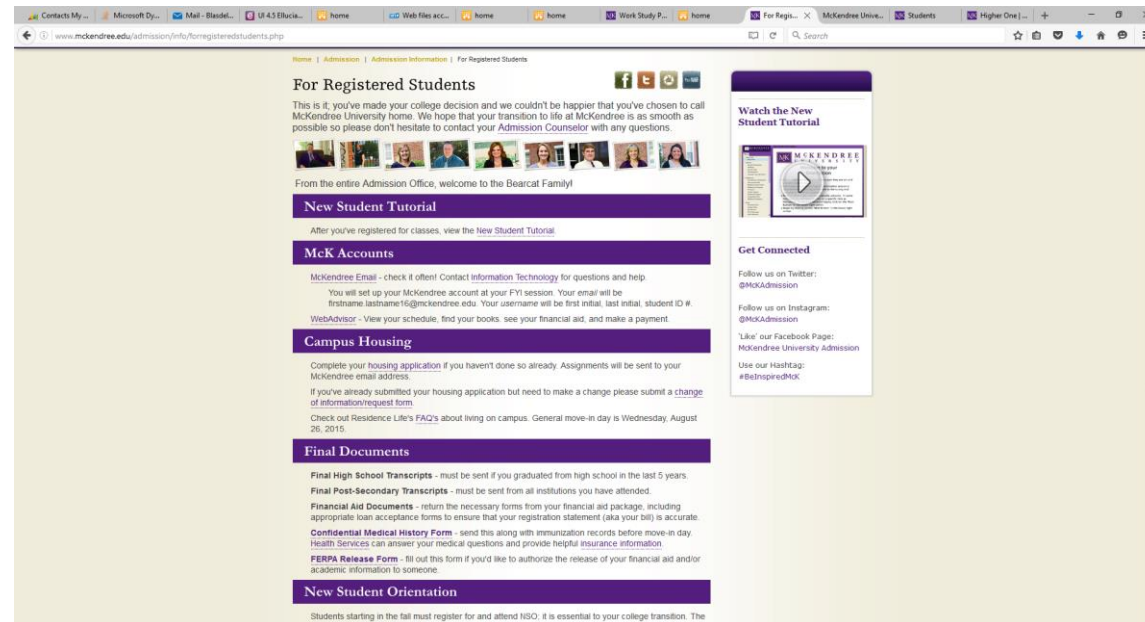 Contacts My ...
Microsoft Dy...
Mail - Blasdel...
UI 4.5 Ellucia...
home
Web files acc...
home
home
Work Study P...
home
For Regis...
McKendree Unive...
Students
Higher One | ...
www.mckendree.edu/admission/info/forregisteredstudents.php
Search
Home | Admission | Admission Information | For Registered Students
For Registered Students
This is it; you've made your college decision and we couldn't be happier that you've chosen to call
McKendree University home. We hope that your transition to life at McKendree is as smooth as
possible so please don't hesitate to contact your Admission Counselor with any questions.
From the entire Admission Office, welcome to the Bearcat Family!
New Student Tutorial
After you've registered for classes, view the New Student Tutorial.
McK Accounts
McKendree Email - check it often! Contact Information Technology for questions and help.
You will set up your McKendree account at your FYI session. Your email will be
firstname.lastname16@mckendree.edu. Your username will be first initial, last initial, student ID #.
WebAdvisor - View your schedule, find your books, see your financial aid, and make a payment.
Campus Housing
Complete your housing application if you haven't done so already. Assignments will be sent to your
McKendree email address.
If you've already submitted your housing application but need to make a change please submit a change
of information/request form.
Check out Residence Life's FAQ's about living on campus. General move-in day is Wednesday, August
26, 2015.
Final Documents
Final High School Transcripts - must be sent if you graduated from high school in the last 5 years.
Final Post-Secondary Transcripts - must be sent from all institutions you have attended.
Financial Aid Documents - return the necessary forms from your financial aid package, including
appropriate loan acceptance forms to ensure that your registration statement (aka your bill) is accurate.
Confidential Medical History Form - send this along with immunization records before move-in day.
Health Services can answer your medical questions and provide helpful insurance information.
FERPA Release Form - fill out this form if you'd like to authorize the release of your financial aid and/or
academic information to someone.
New Student Orientation
Students starting in the fall must register for and attend NSO; it is essential to your college transition. The
Watch the New
Student Tutorial
MCKENDREE
UNIVERSITY
Get Connected
Follow us on Twitter:
@McKAdmission
Follow us on Instagram:
@McKAdmission
'Like' our Facebook Page:
McKendree University Admission
Use our Hashtag:
#BeInspiredMcK